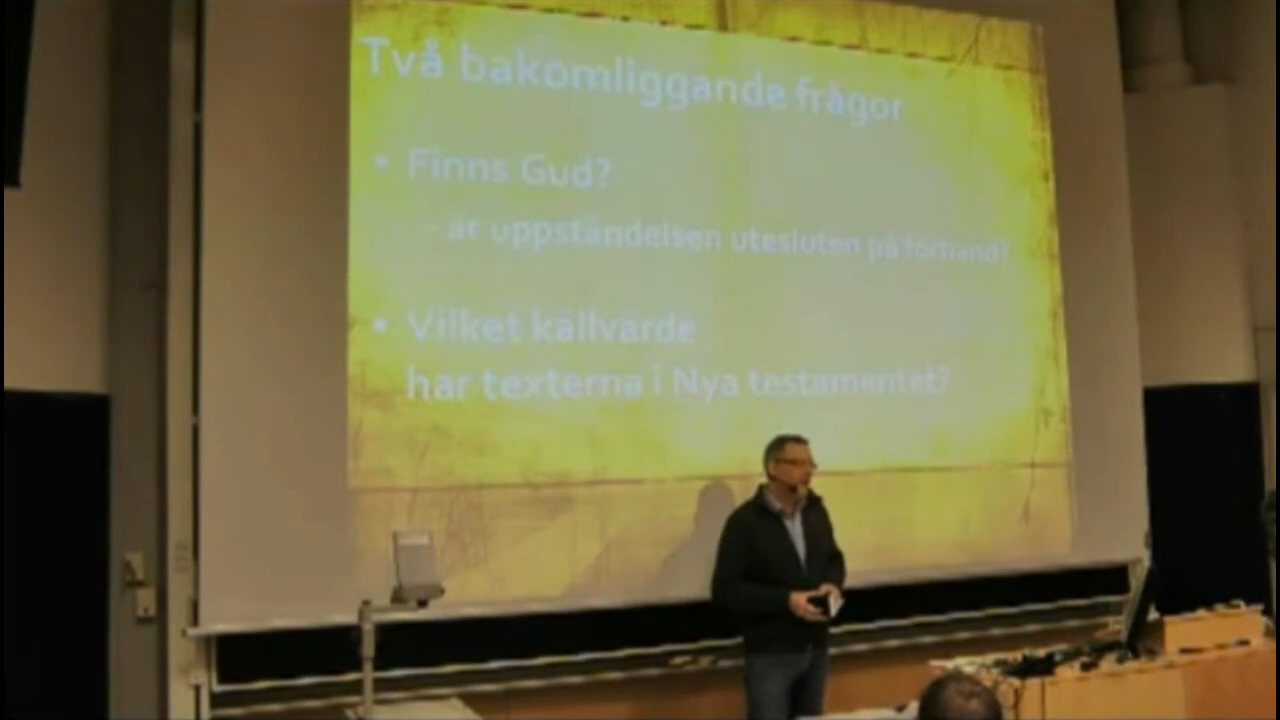 Två bakomliggande frågor
• Finns Gud?
- är uppståndelsen utesluten på förhand?
• Vilket källvärde
har texterna i Nya testamentet?